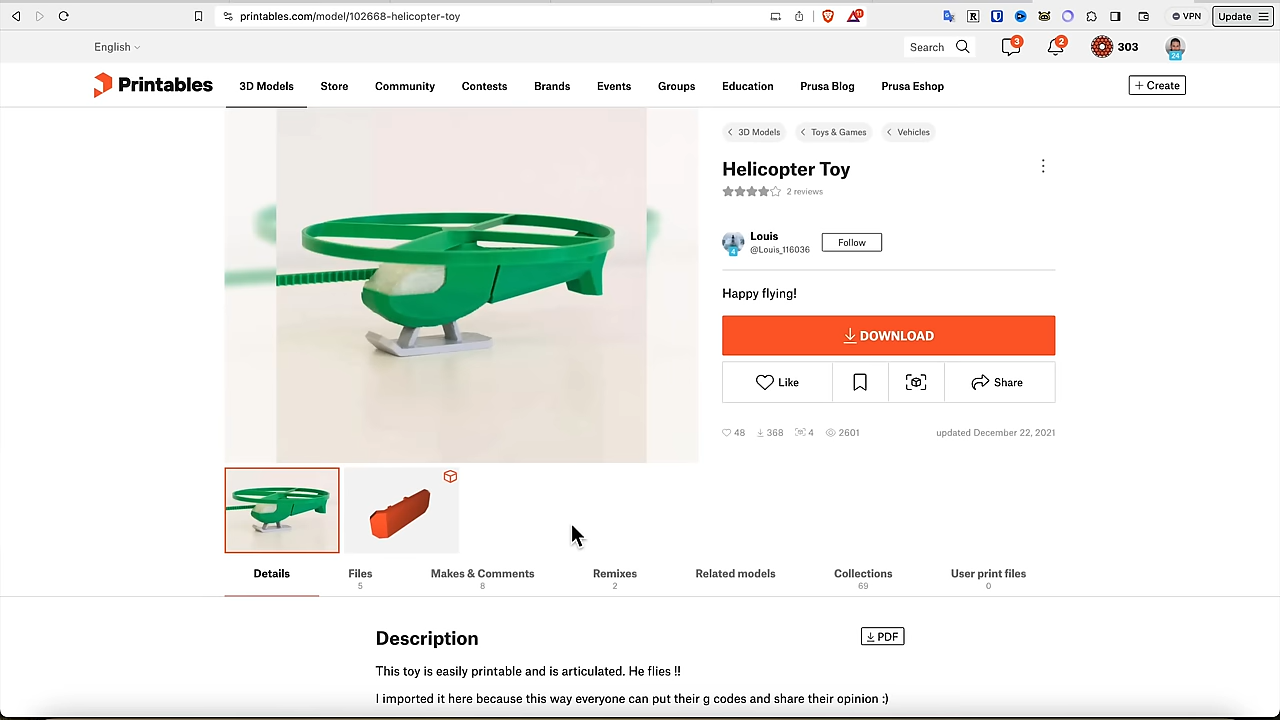 printables.com/model/102668-helicopter-toy
11
VPN
Update
English
Search
3
2
303
24
Printables
3D Models
Store
Community
Contests
Brands
Events
Groups
Education
Prusa Blog
Prusa Eshop
+ Create
3D Models
Toys & Games
Vehicles
Helicopter Toy
2 reviews
Louis
@Louis_116036
4
Follow
Happy flying!
DOWNLOAD
Like
Share
48
368
4
2601
updated December 22, 2021
Details
Files
5
Makes & Comments
8
Remixes
2
Related models
Collections
69
User print files
0
Description
PDF
This toy is easily printable and is articulated. He flies !!
I imported it here because this way everyone can put their g codes and share their opinion :)